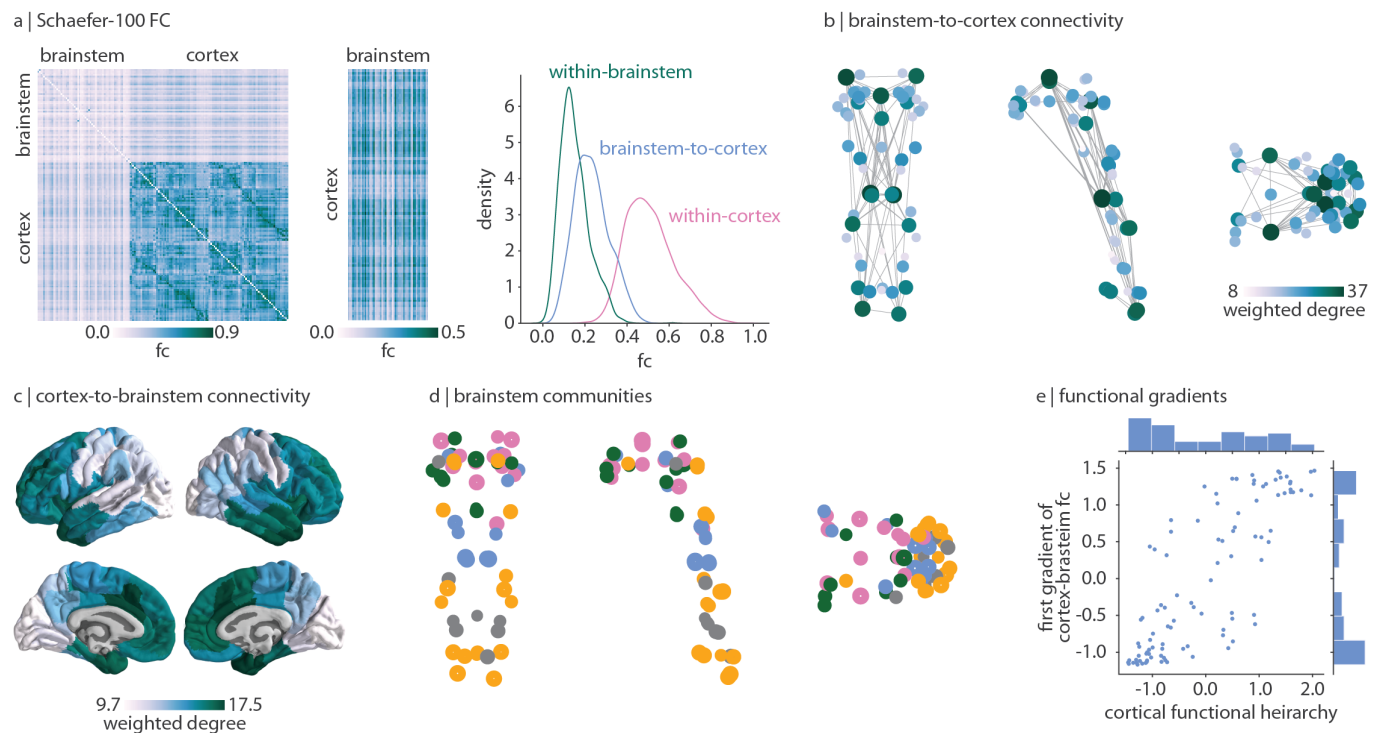 a | Schaefer-100 FC
brainstem
cortex
brainstem
cortex
0.0
0.9
fc
brainstem
cortex
0.0
0.5
fc
within-brainstem
brainstem-to-cortex
within-cortex
density
6
5
4
3
2
1
0
0.0 0.2 0.4 0.6 0.8 1.0
fc
b | brainstem-to-cortex connectivity
8
37
weighted degree
c | cortex-to-brainstem connectivity
9.7
17.5
weighted degree
d | brainstem communities
e | functional gradients
first gradient of
cortex-brasteim fc
1.5
1.0
0.5
0.0
-0.5
-1.0
-1.0 0.0 1.0 2.0
cortical functional heirarchy